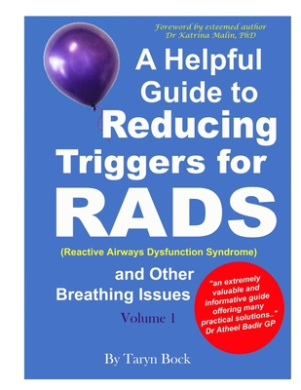 Foreword by esteemed author
Dr Katrina Malin, PhD
A Helpful
Guide to
Reducing
Triggers for
RADS
(Reactive Airways Dysfunction Syndrome)
and Other
Breathing Issues
Volume 1
"an extremely
valuable and
informative guide
offering many
practical solutions.."
Dr Atheel Badir GP
By Taryn Bock